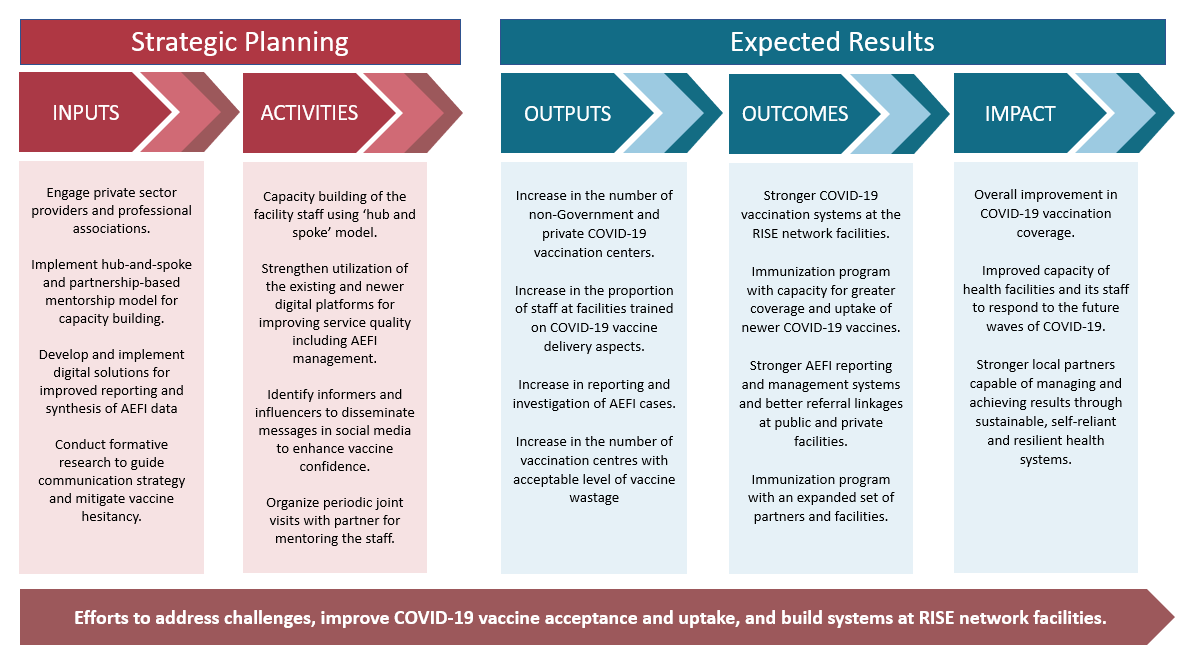 Strategic Planning
Expected Results
INPUTS
ACTIVITIES
OUTPUTS
OUTCOMES
IMPACT
Engage private sector
providers and professional
associations.
Implement hub-and-spoke
and partnership-based
mentorship model for
capacity building.
Develop and implement
digital solutions for
improved reporting and
synthesis of AEFI data
Conduct formative
research to guide
communication strategy
and mitigate vaccine
hesitancy.
Capacity building of the
facility staff using ‘hub and
spoke’ model.
Strengthen utilization of
the existing and newer
digital platforms for
improving service quality
including AEFI
management.
Identify informers and
influencers to disseminate
messages in social media
to enhance vaccine
confidence.
Organize periodic joint
visits with partner for
mentoring the staff.
Increase in the number of
non-Government and
private COVID-19
vaccination centers.
Increase in the proportion
of staff at facilities trained
on COVID-19 vaccine
delivery aspects.
Increase in reporting and
investigation of AEFI cases.
Increase in the number of
vaccination centres with
acceptable level of vaccine
wastage
Stronger COVID-19
vaccination systems at the
RISE network facilities.
Immunization program
with capacity for greater
coverage and uptake of
newer COVID-19 vaccines.
Stronger AEFI reporting
and management systems
and better referral linkages
at public and private
facilities.
Immunization program
with an expanded set of
partners and facilities.
Overall improvement in
COVID-19 vaccination
coverage.
Improved capacity of
health facilities and its staff
to respond to the future
waves of COVID-19.
Stronger local partners
capable of managing and
achieving results through
sustainable, self-reliant
and resilient health
systems.
Efforts to address challenges, improve COVID-19 vaccine acceptance and uptake, and build systems at RISE network facilities.